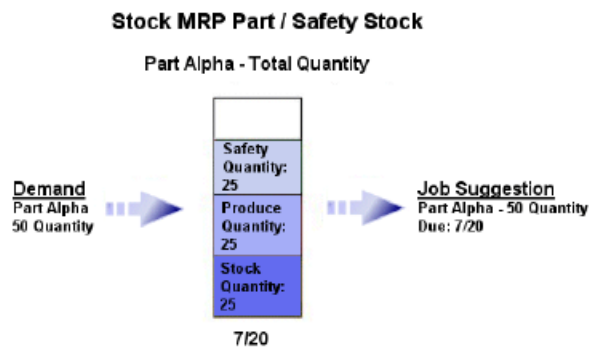 Stock MRP Part / Safety Stock
Part Alpha - Total Quantity
Demand
Part Alpha
50 Quantity
Safety
Quantity:
25
Produce
Quantity:
25
Stock
Quantity:
25
7/20
Job Suggestion
Part Alpha - 50 Quantity
Due: 7/20